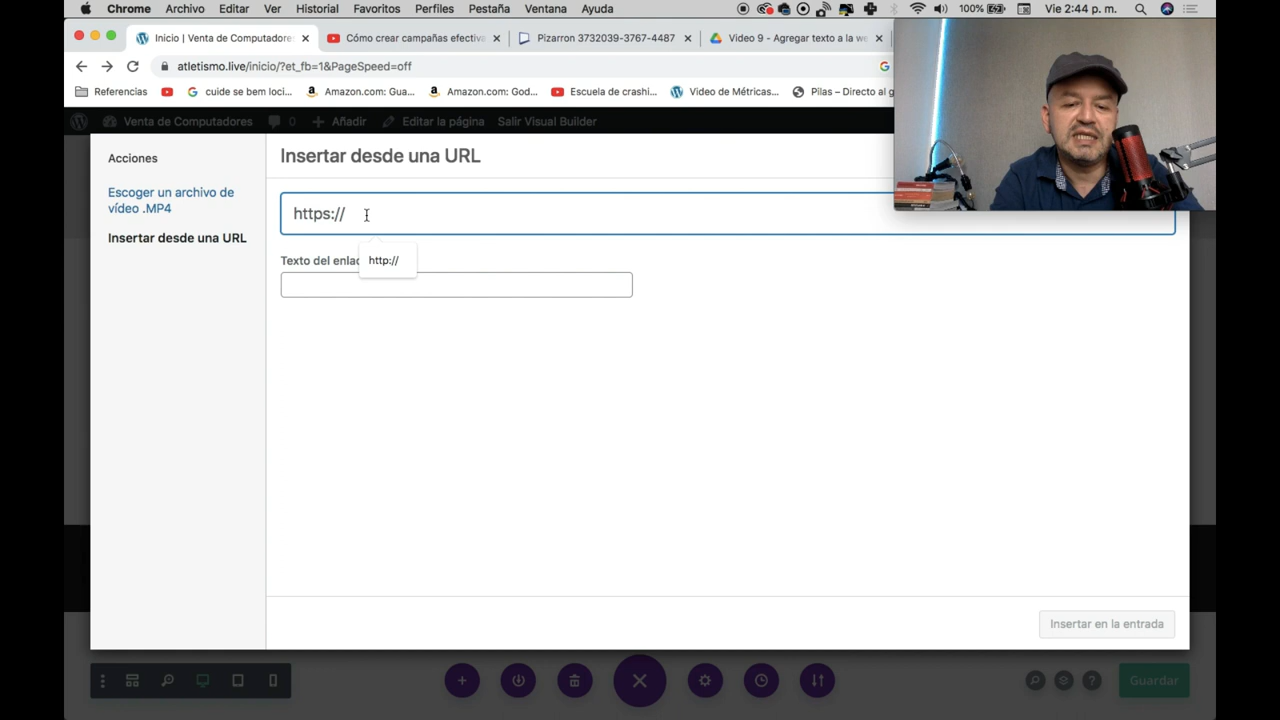 Chrome Archivo Editar Ver Historial Favoritos Perfiles Pestaña Ventana Ayuda 100% Vie 2:44 p. m.
Inicio | Venta de Computadore Cómo crear campañas efectiva Pizarron 3732039-3767-4487 Video 9 - Agregar texto a la we
atletismo.live/inicio/?et_fb=1&PageSpeed=off
Referencias cuide se bem loci... Amazon.com: Gua... Amazon.com: God... Escuela de crashi... Video de Métricas... Pilas – Directo al g
Venta de Computadores 0 Añadir Editar la página Salir Visual Builder
Acciones
Escoger un archivo de
vídeo .MP4
Insertar desde una URL
Insertar desde una URL
https://
http://
Texto del enlac
Insertar en la entrada
Guardar